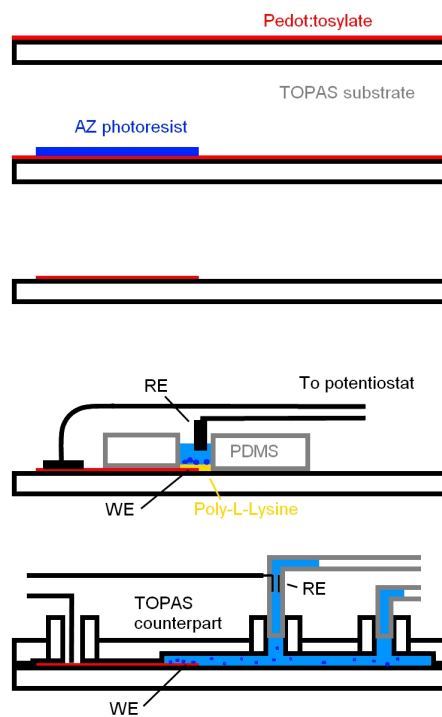 Pedot:tosylate
TOPAS substrate
AZ photoresist
RE
To potentiostat
PDMS
WE
Poly-L-Lysine
RE
TOPAS
counterpart
WE